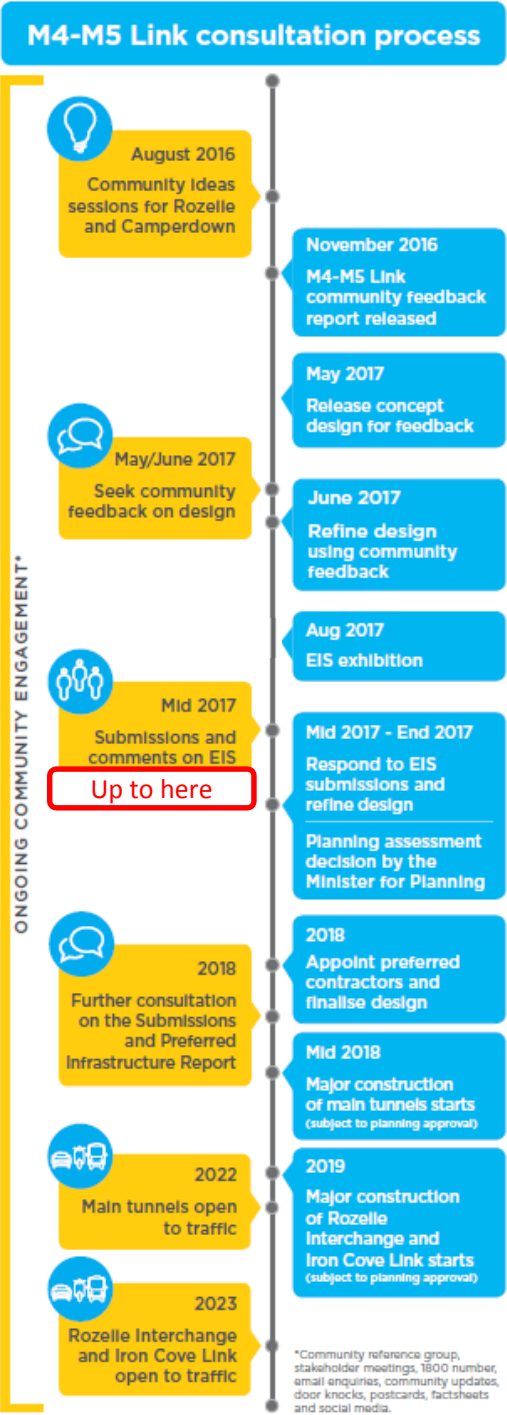 M4-M5 Link consultation process
ONGOING COMMUNITY ENGAGEMENT*
August 2016
Community ideas
sessions for Rozelle
and Camperdown
November 2016
M4-M5 Link
community feedback
report released
May 2017
Release concept
design for feedback
May/June 2017
Seek community
feedback on design
June 2017
Refine design
using community
feedback
Aug 2017
EIS exhibition
Mid 2017
Submissions and
comments on EIS
Up to here
Mid 2017 - End 2017
Respond to EIS
submissions and
refine design
Planning assessment
decision by the
Minister for Planning
2018
Appoint preferred
contractors and
finalise design
2018
Further consultation
on the Submissions
and Preferred
Infrastructure Report
Mid 2018
Major construction
of main tunnels starts
(subject to planning approval)
2019
Major construction
of Rozelle
Interchange and
Iron Cove Link starts
(subject to planning approval)
2022
Main tunnels open
to traffic
2023
Rozelle Interchange
and Iron Cove Link
open to traffic
*Community reference group,
stakeholder meetings, 1800 number,
email enquiries, community updates,
door knocks, postcards, factsheets
and social media.